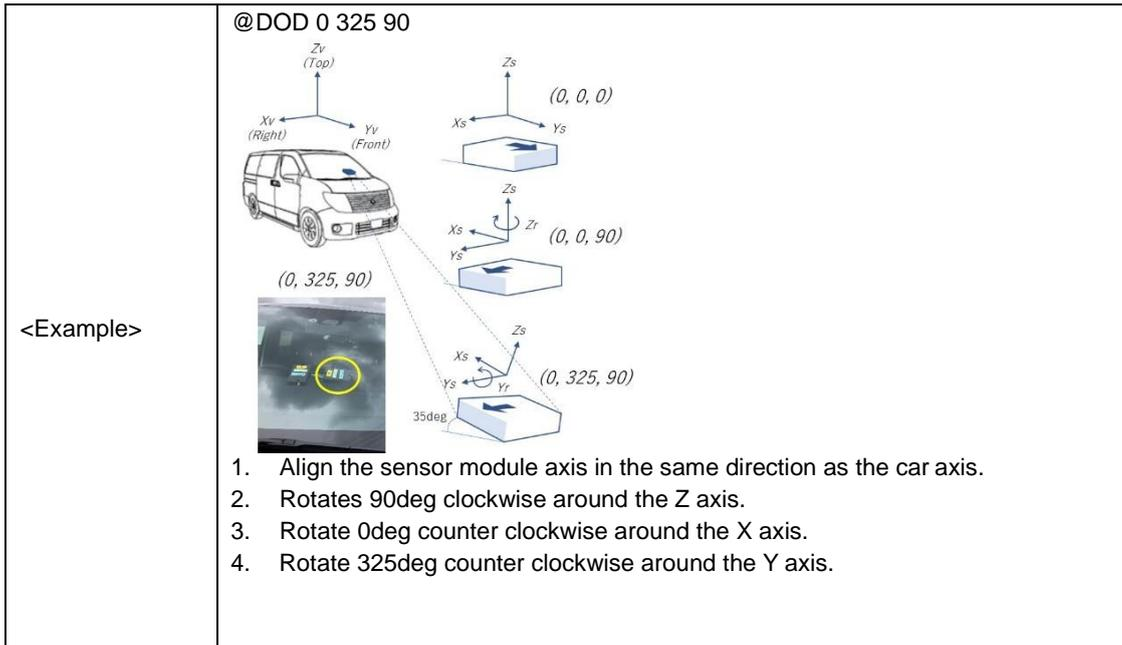 <Example>
@DOD 0 325 90
Zv
(Top)
Xv
(Right)
Yv
(Front)
Zs
(0, 0, 0)
Xs
Ys
Zs
Zr
Xs
(0, 0, 90)
Ys
(0, 325, 90)
Zs
Xs
Ys
Yr
(0, 325, 90)
35deg
1. Align the sensor module axis in the same direction as the car axis.
2. Rotates 90deg clockwise around the Z axis.
3. Rotate 0deg counter clockwise around the X axis.
4. Rotate 325deg counter clockwise around the Y axis.